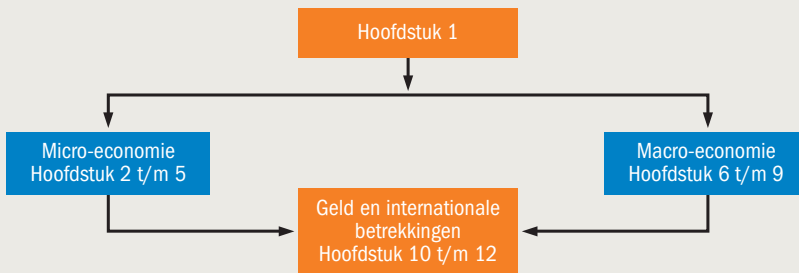 Hoofdstuk 1
Micro-economie
Hoofdstuk 2 t/m 5
Macro-economie
Hoofdstuk 6 t/m 9
Geld en internationale
betrekkingen
Hoofdstuk 10 t/m 12